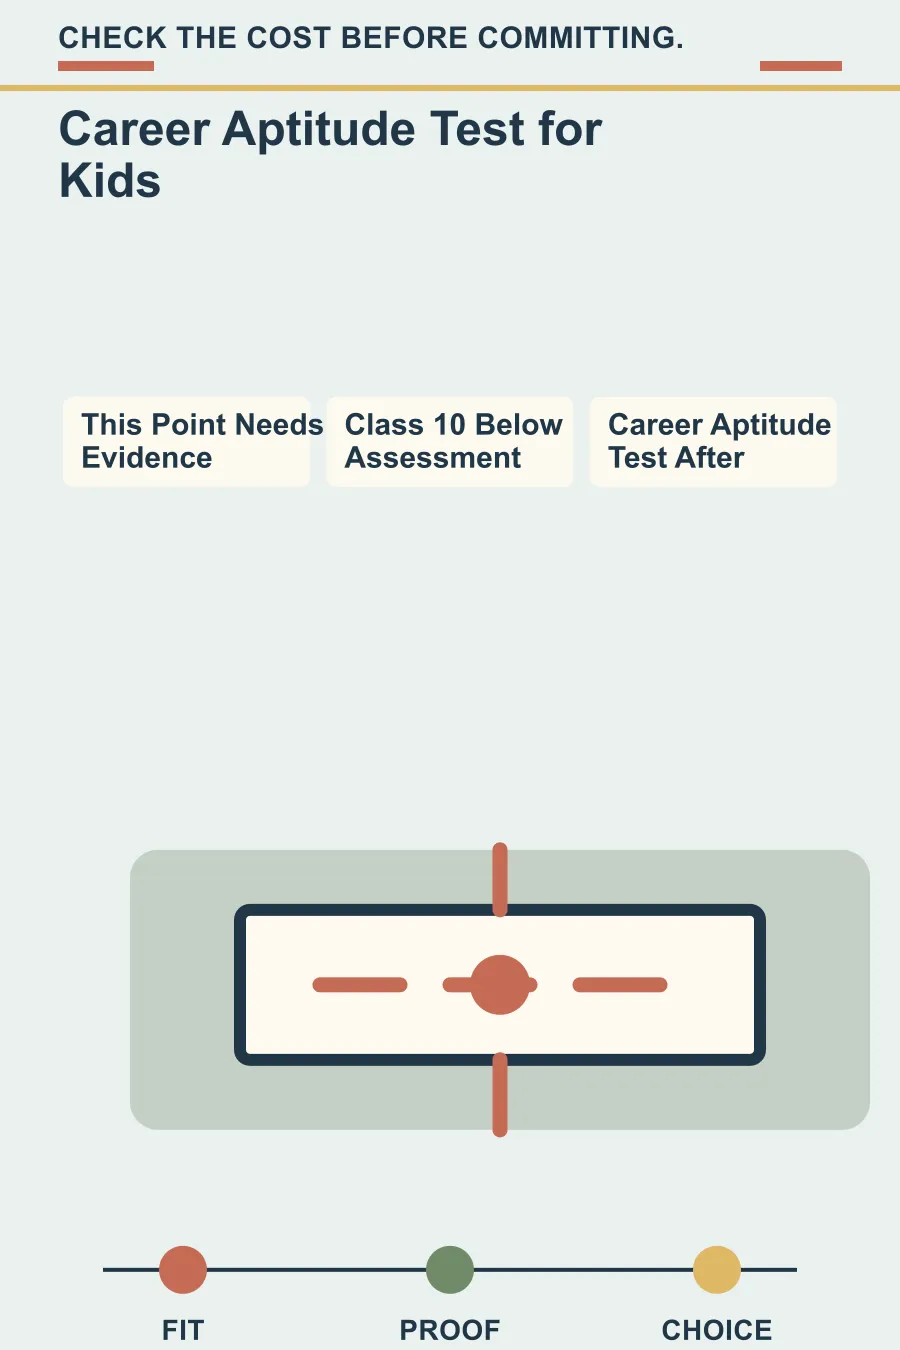 CHECK THE COST BEFORE COMMITTING.
Career Aptitude Test for
Kids
This Point Needs
Evidence
Class 10 Below
Assessment
Career Aptitude
Test After
FIT
PROOF
CHOICE